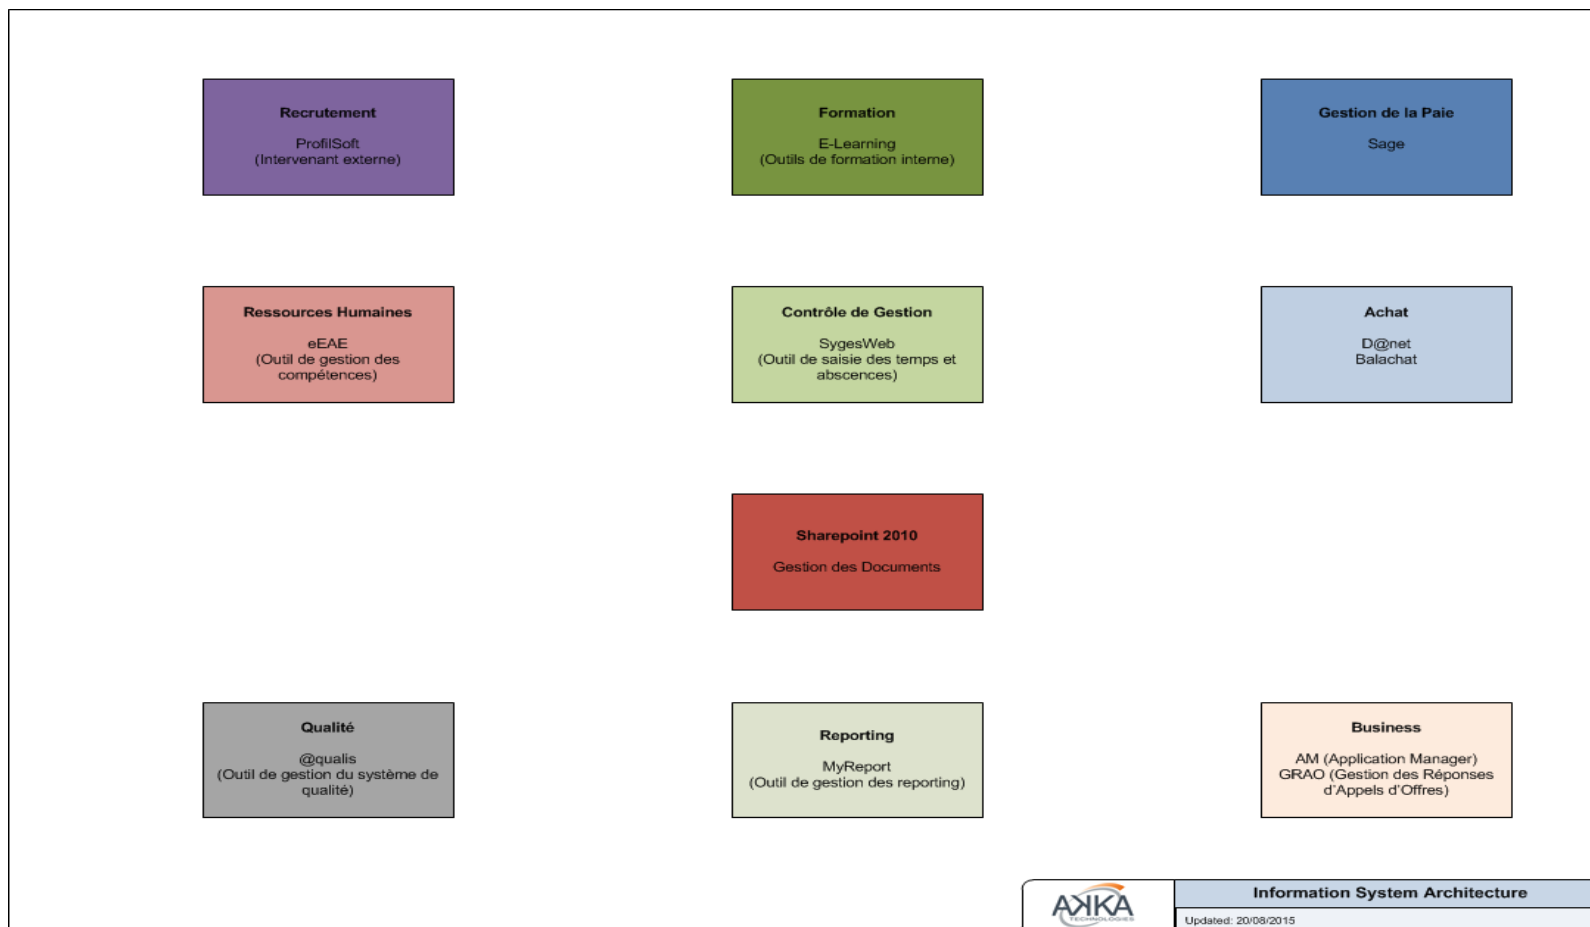 Recrutement
ProfilSoft
(Intervenant externe)
Formation
E-Learning
(Outils de formation interne)
Gestion de la Paie
Sage
Ressources Humaines
eEAE
(Outil de gestion des
compétences)
Contrôle de Gestion
SygesWeb
(Outil de saisie des temps et
abscences)
Achat
D@net
Balachat
Sharepoint 2010
Gestion des Documents
Qualité
@qualis
(Outil de gestion du système de
qualité)
Reporting
MyReport
(Outil de gestion des reporting)
Business
AM (Application Manager)
GRAO (Gestion des Réponses
d'Appels d'Offres)
AKKA
TECHNOLOGIES
Information System Architecture
Updated: 20/08/2015